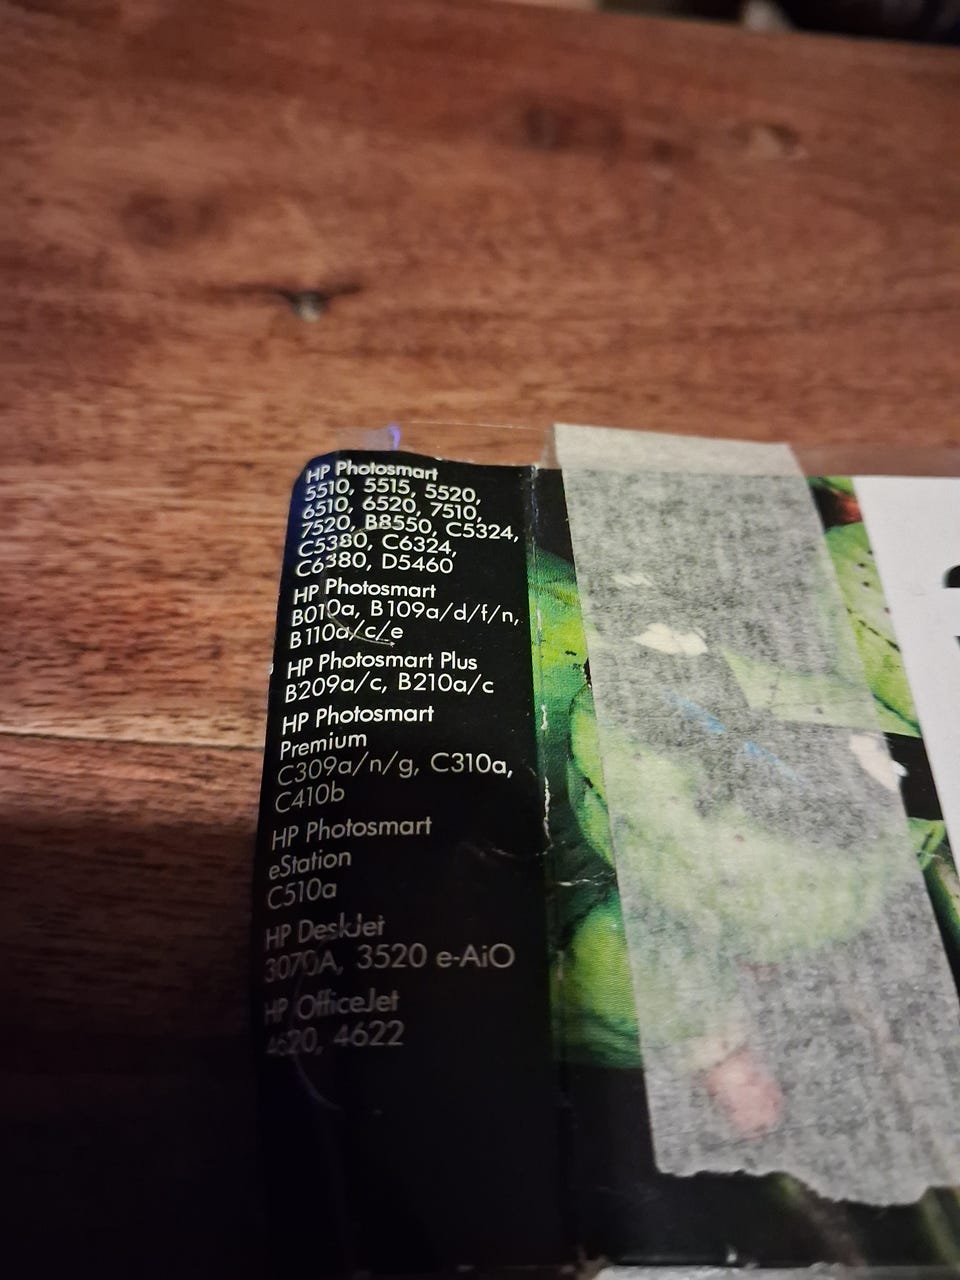 HP Photosmart
5510, 5515, 5520,
6510, 6520, 7510,
7520, B8550, C5324,
C5380, C6324,
C6380, D5460
HP Photosmart
B010a, B109a/d/f/n,
B110a/c/e
HP Photosmart Plus
B209a/c, B210a/c
HP Photosmart
Premium
C309a/n/g, C310a,
C410b
HP Photosmart
eStation
C510a
HP DeskJet
3070A, 3520 e-AiO
HP OfficeJet
4620, 4622